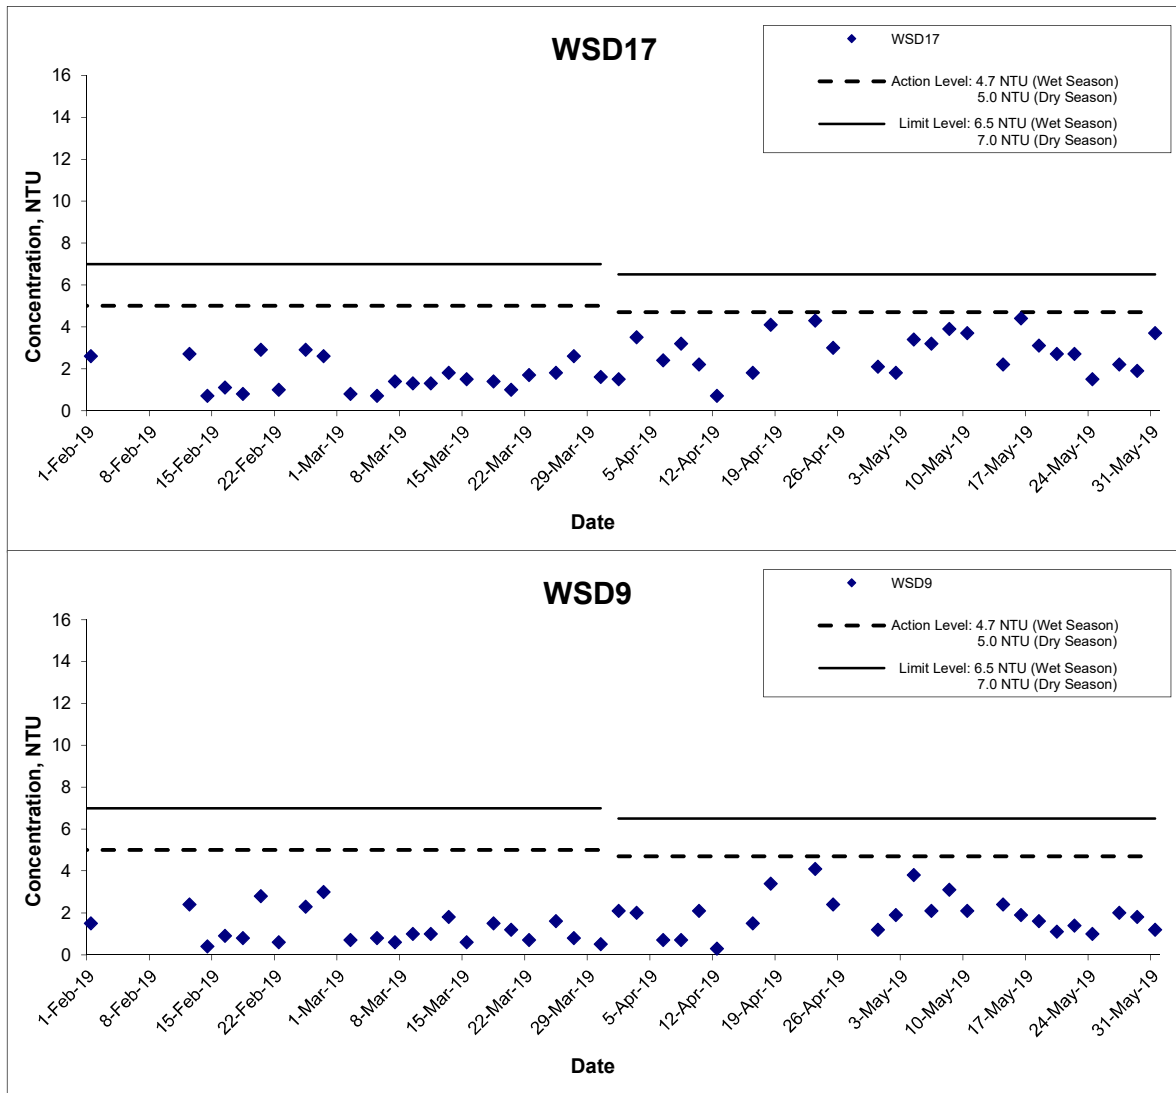 WSD17
WSD17
Action Level: 4.7 NTU (Wet Season)
5.0 NTU (Dry Season)
Limit Level: 6.5 NTU (Wet Season)
7.0 NTU (Dry Season)
Concentration, NTU
16
14
12
10
8
6
4
2
0
1-Feb-19
8-Feb-19
15-Feb-19
22-Feb-19
1-Mar-19
8-Mar-19
15-Mar-19
22-Mar-19
29-Mar-19
5-Apr-19
12-Apr-19
19-Apr-19
26-Apr-19
3-May-19
10-May-19
17-May-19
24-May-19
31-May-19
Date
WSD9
WSD9
Action Level: 4.7 NTU (Wet Season)
5.0 NTU (Dry Season)
Limit Level: 6.5 NTU (Wet Season)
7.0 NTU (Dry Season)
Concentration, NTU
16
14
12
10
8
6
4
2
0
1-Feb-19
8-Feb-19
15-Feb-19
22-Feb-19
1-Mar-19
8-Mar-19
15-Mar-19
22-Mar-19
29-Mar-19
5-Apr-19
12-Apr-19
19-Apr-19
26-Apr-19
3-May-19
10-May-19
17-May-19
24-May-19
31-May-19
Date